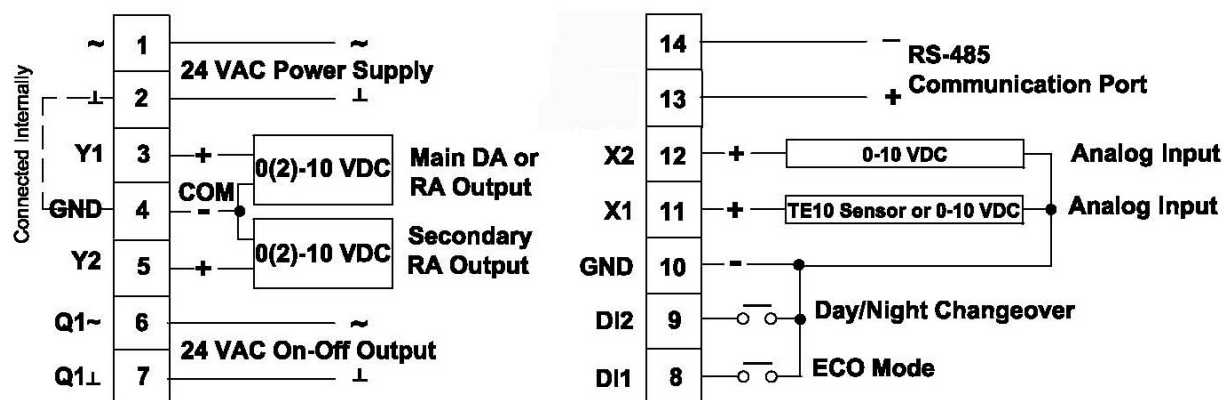 ~ 1 ~
24 VAC Power Supply
⊥ 2 ⊥
Connected Internally
Y1 3 + 0(2)-10 VDC Main DA or
RA Output
COM
GND 4 -
Y2 5 + 0(2)-10 VDC Secondary
RA Output
Q1~ 6 ~
24 VAC On-Off Output
Q1⊥ 7 ⊥
14 – RS-485
Communication Port
13 +
X2 12 + 0-10 VDC Analog Input
X1 11 + TE10 Sensor or 0-10 VDC Analog Input
GND 10 -
DI2 9 Day/Night Changeover
DI1 8 ECO Mode